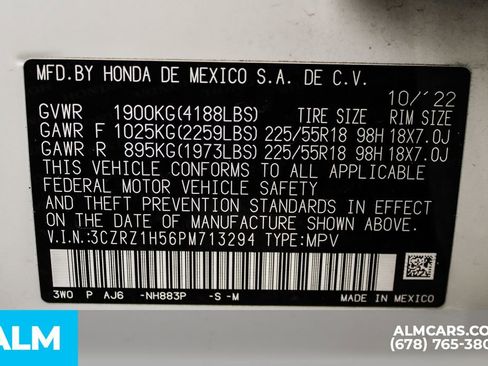 MFD.BY HONDA DE MEXICO S.A. DE C.V.
10/'22
GVWR 1900KG(4188LBS) TIRE SIZE RIM SIZE
GAWR F 1025KG(2259LBS) 225/55R18 98H 18X7.0J
GAWR R 895KG(1973LBS) 225/55R18 98H 18X7.0J
THIS VEHICLE CONFORMS TO ALL APPLICABLE
FEDERAL MOTOR VEHICLE SAFETY
AND THEFT PREVENTION STANDARDS
IN EFFECT ON THE
DATE OF MANUFACTURE SHOWN ABOVE.
V.I.N.:3CZRZ1H56PM713294 TYPE:MPV
3W0 P AJ6 -NH883P -S -M
MADE IN MEXICO
ALM
ALMCARS.CO
(678) 765-380